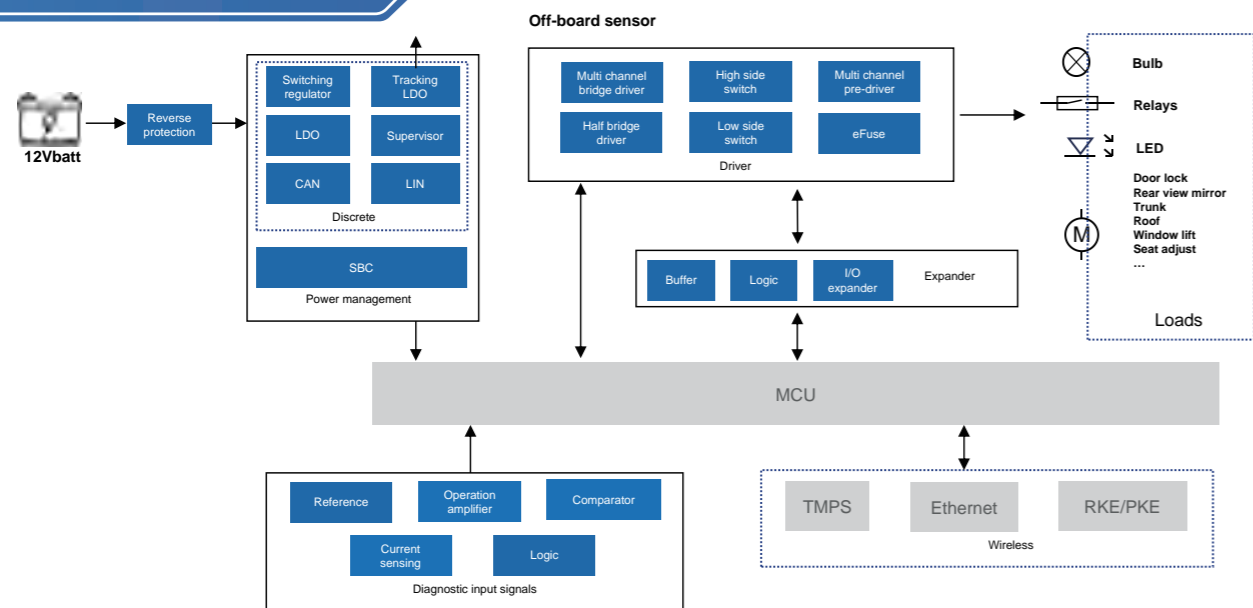 Off-board sensor
12Vbatt
Reverse
protection
Switching
regulator
Tracking
LDO
LDO
Supervisor
CAN
LIN
Discrete
SBC
Power management
Multi channel
bridge driver
High side
switch
Multi channel
pre-driver
Half bridge
driver
Low side
switch
eFuse
Driver
Buffer
Logic
I/O
expander
Expander
Bulb
Relays
LED
Door lock
Rear view mirror
Trunk
Roof
Window lift
Seat adjust
...
M
Loads
MCU
Reference
Operation
amplifier
Comparator
Current
sensing
Logic
Diagnostic input signals
TMPS
Ethernet
RKE/PKE
Wireless